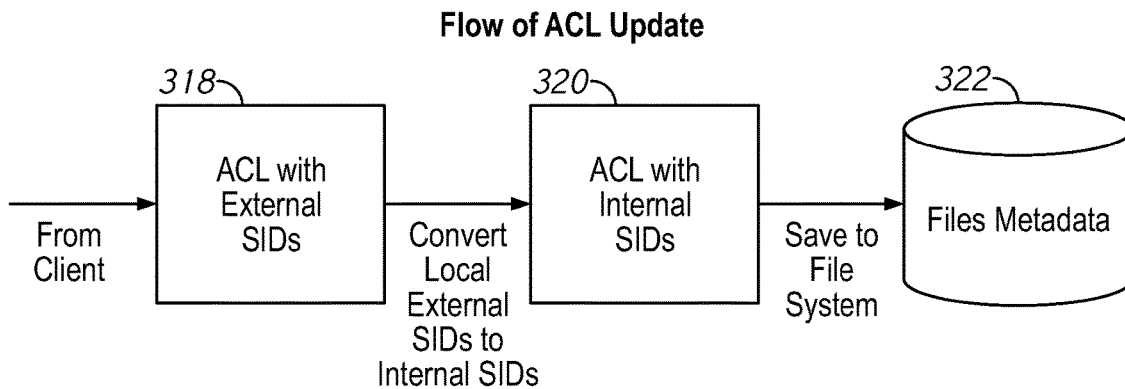 Flow of ACL Update
318
320
322
ACL with
External
SIDs
ACL with
Internal
SIDs
Files Metadata
From
Client
Convert
Local
External
SIDs to
Internal SIDs
Save to
File
System